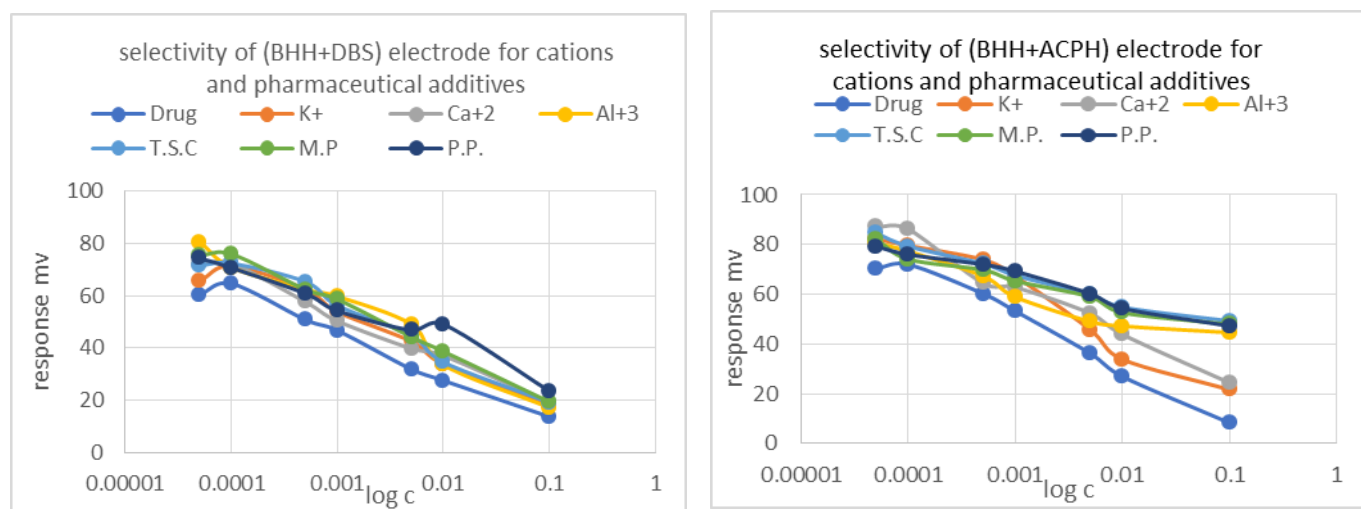 selectivity of (BHH+DBS) electrode for cations
and pharmaceutical additives
Drug K+ Ca+2 Al+3
T.S.C M.P P.P.
100
80
60
40
20
0
response mv
0.00001 0.0001 0.001 0.01 0.1 1
log c
selectivity of (BHH+ACPH) electrode for
cations and pharmaceutical additives
Drug K+ Ca+2 Al+3
T.S.C M.P. P.P.
100
80
60
40
20
0
response mv
0.00001 0.0001 0.001 0.01 0.1 1
log c